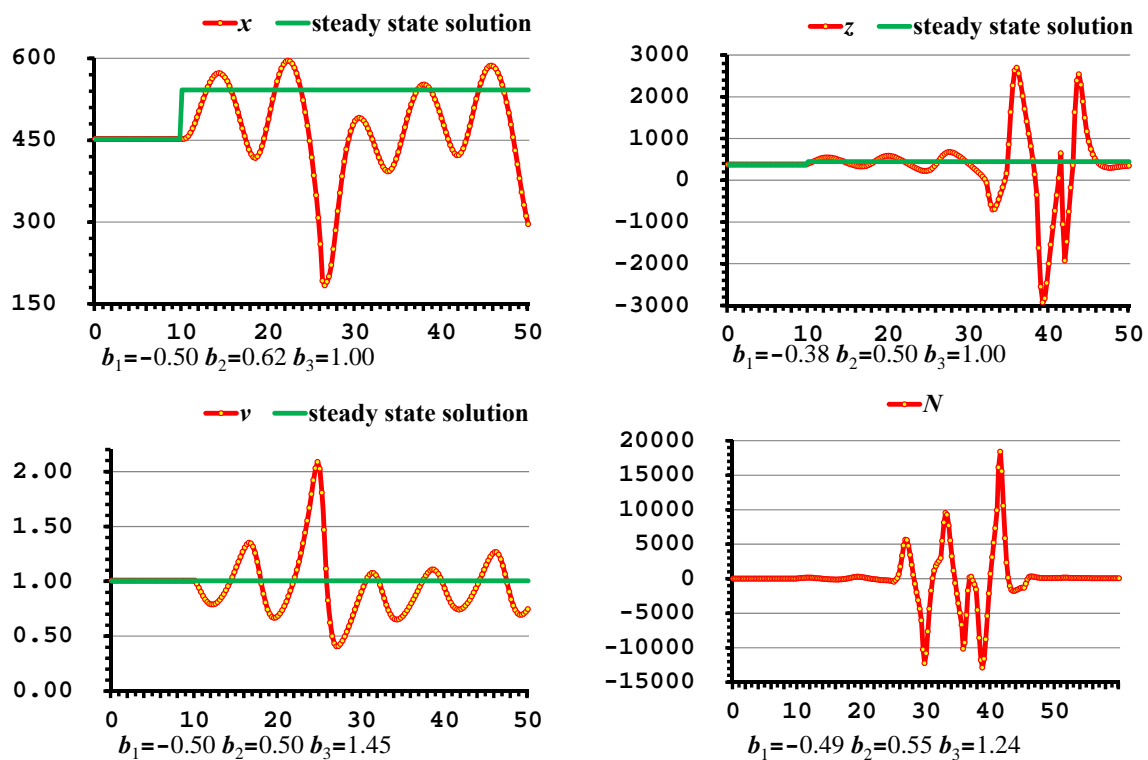 x steady state solution
600
450
300
150
0 10 20 30 40 50
b1=−0.50 b2=0.62 b3=1.00
z steady state solution
3000
2000
1000
0
−1000
−2000
−3000
0 10 20 30 40 50
b1=−0.38 b2=0.50 b3=1.00
v steady state solution
2.00
1.50
1.00
0.50
0.00
0 10 20 30 40 50
b1=−0.50 b2=0.50 b3=1.45
N
20000
15000
10000
5000
0
−5000
−10000
−15000
0 10 20 30 40 50
b1=−0.49 b2=0.55 b3=1.24